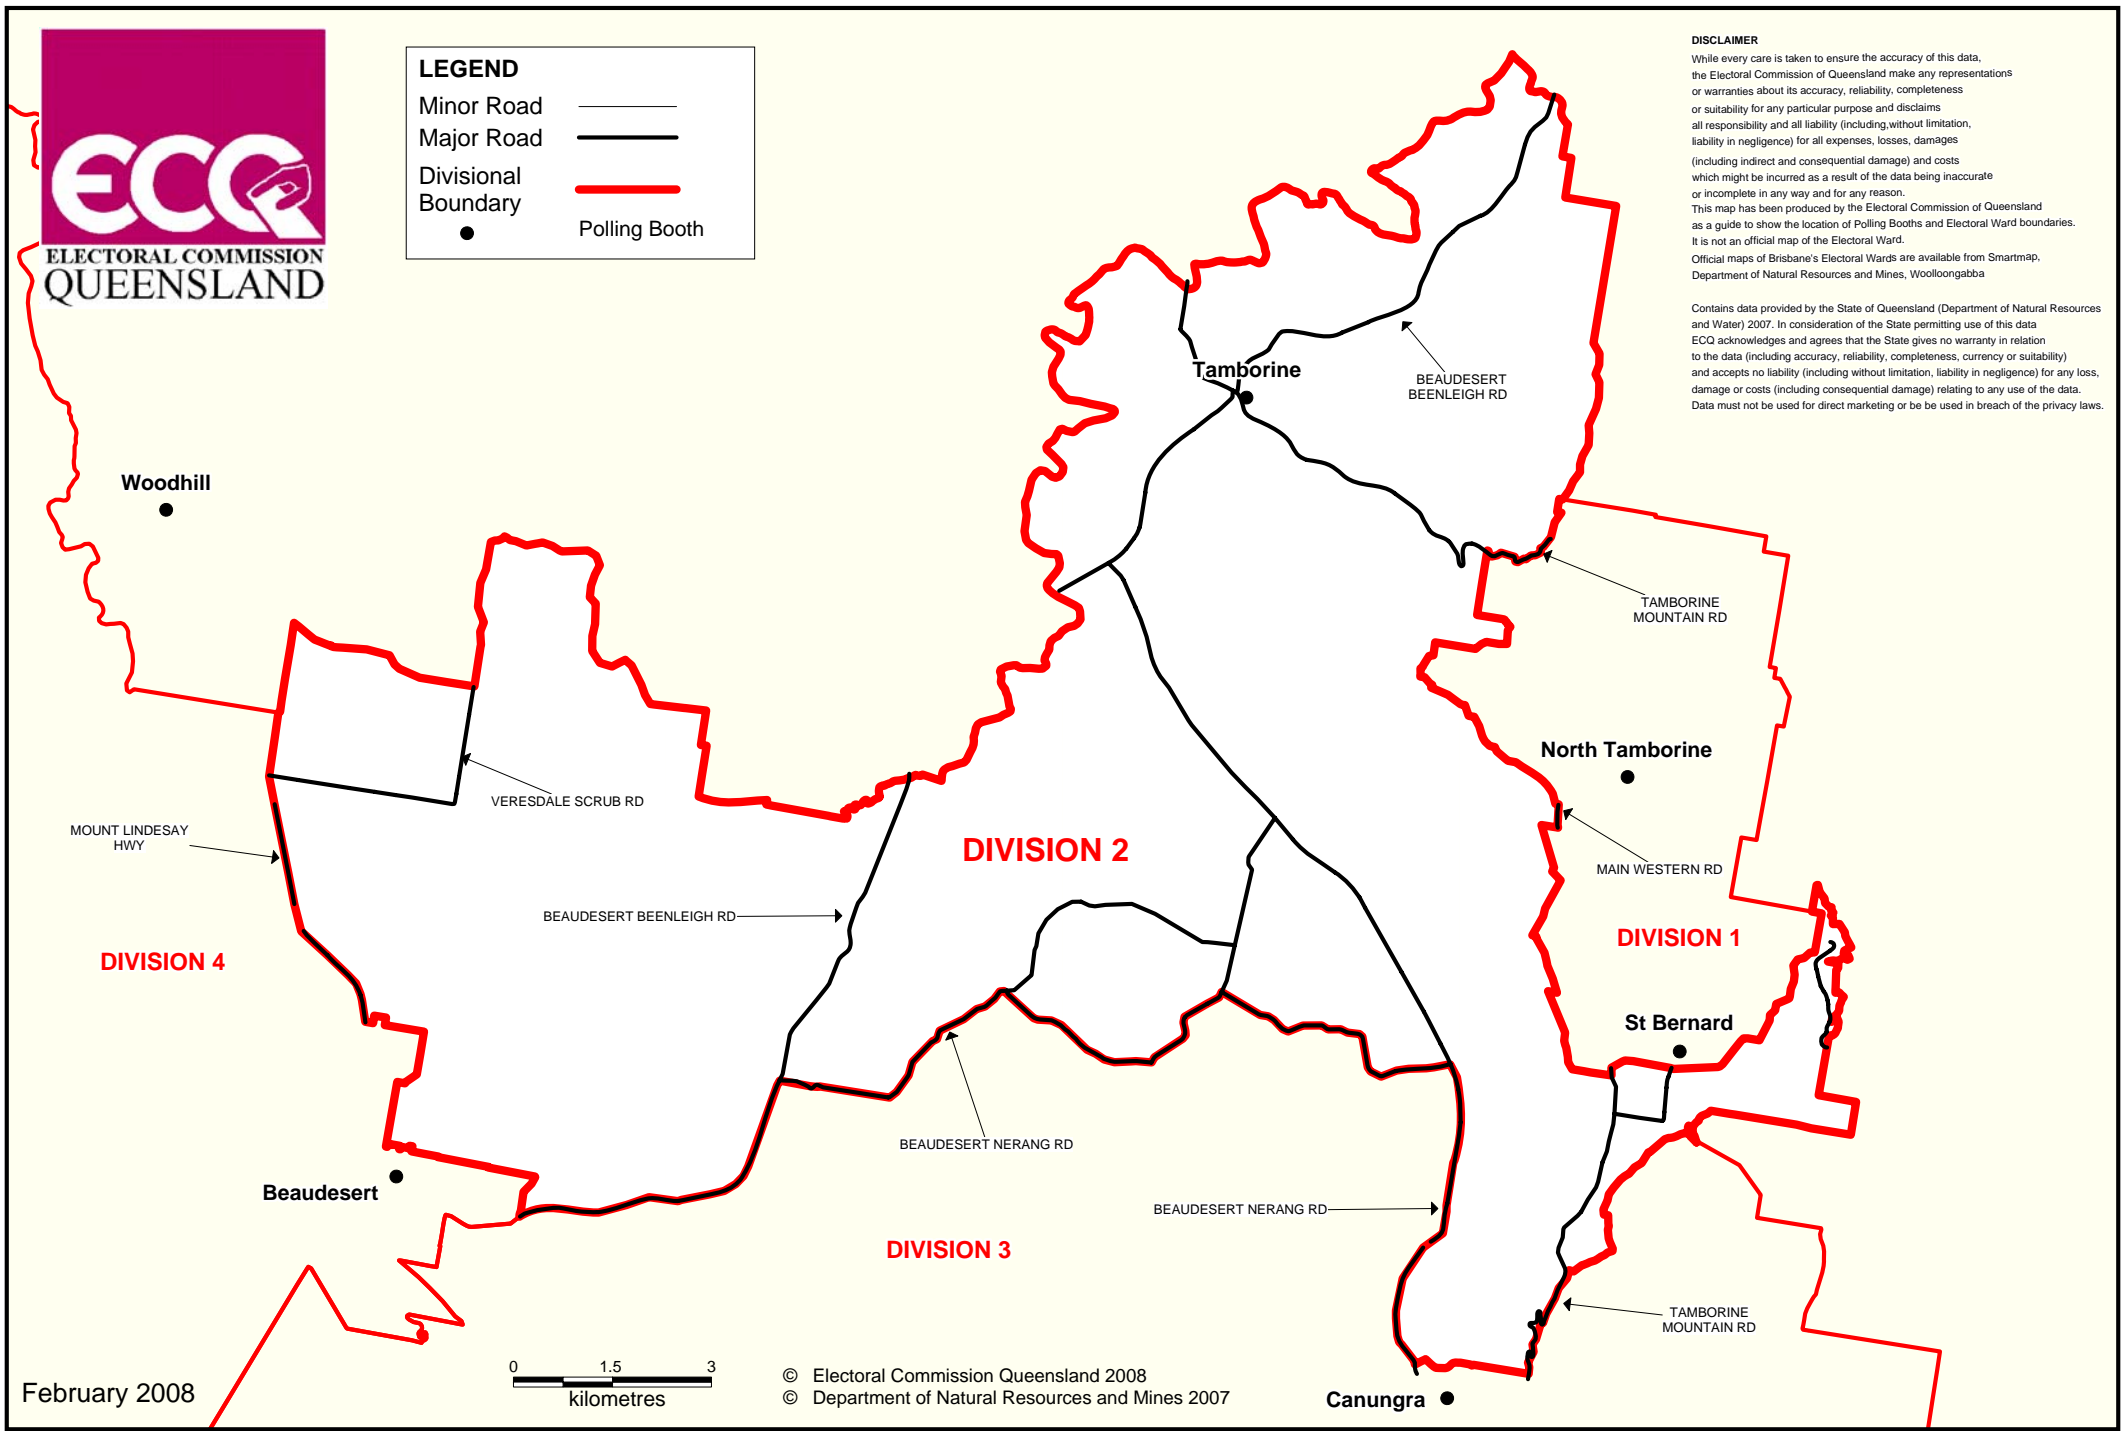 ECQ
ELECTORAL COMMISSION
QUEENSLAND
LEGEND
Minor Road
Major Road
Divisional
Boundary
Polling Booth
DISCLAIMER
While every care is taken to ensure the accuracy of this data,
the Electoral Commission of Queensland make any representations
or warranties about its accuracy, reliability, completeness
or suitability for any particular purpose and disclaims
all responsibility and all liability (including,without limitation,
liability in negligence) for all expenses, losses, damages
(including indirect and consequential damage) and costs
which might be incurred as a result of the data being inaccurate
or incomplete in any way and for any reason.
This map has been produced by the Electoral Commission of Queensland
as a guide to show the location of Polling Booths and Electoral Ward boundaries.
It is not an official map of the Electoral Ward.
Official maps of Brisbane's Electoral Wards are available from Smartmap,
Department of Natural Resources and Mines, Woolloongabba
Contains data provided by the State of Queensland (Department of Natural Resources
and Water) 2007. In consideration of the State permitting use of this data
ECQ acknowledges and agrees that the State gives no warranty in relation
to the data (including accuracy, reliability, completeness, currency or suitability)
and accepts no liability (including without limitation, liability in negligence) for any loss,
damage or costs (including consequential damage) relating to any use of the data.
Data must not be used for direct marketing or be be used in breach of the privacy laws.
Tamborine
BEAUDESERT
BEENLEIGH RD
Woodhill
TAMBORINE
MOUNTAIN RD
North Tamborine
VERESDALE SCRUB RD
MOUNT LINDESAY
HWY
DIVISION 2
MAIN WESTERN RD
BEAUDESERT BEENLEIGH RD
DIVISION 1
DIVISION 4
St Bernard
BEAUDESERT NERANG RD
Beaudesert
BEAUDESERT NERANG RD
DIVISION 3
TAMBORINE
MOUNTAIN RD
0 1.5 3
kilometres
© Electoral Commission Queensland 2008
© Department of Natural Resources and Mines 2007
February 2008
Canungra